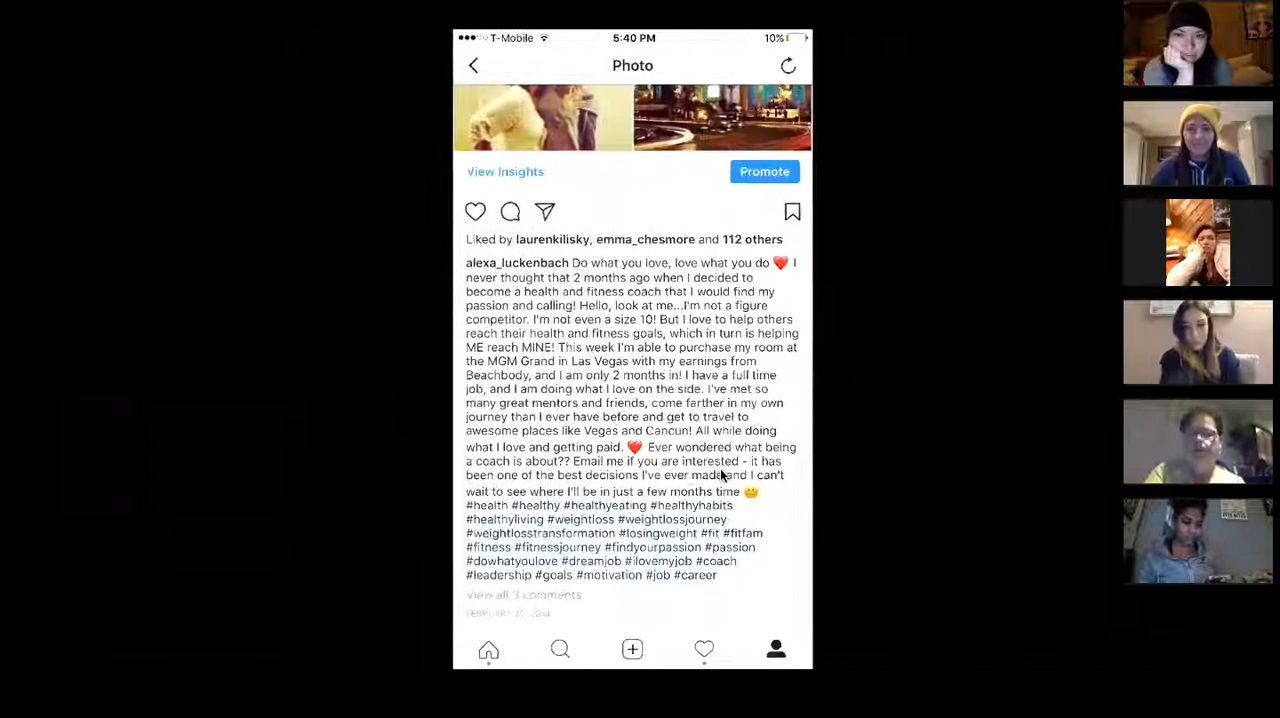 T-Mobile 5:40 PM 10%
Photo
View Insights Promote
Liked by laurenkilisky, emma_chesmore and 112 others
alexa_luckenbach Do what you love, love what you do ❤️ I
never thought that 2 months ago when I decided to
become a health and fitness coach that I would find my
passion and calling! Hello, look at me...I'm not a figure
competitor. I'm not even a size 10! But I love to help others
reach their health and fitness goals, which in turn is helping
ME reach MINE! This week I'm able to purchase my room at
the MGM Grand in Las Vegas with my earnings from
Beachbody, and I am only 2 months in! I have a full time
job, and I am doing what I love on the side. I've met so
many great mentors and friends, come farther in my own
journey than I ever have before and get to travel to
awesome places like Vegas and Cancun! All while doing
what I love and getting paid. ❤️ Ever wondered what being
a coach is about?? Email me if you are interested - it has
been one of the best decisions I've ever made and I can't
wait to see where I'll be in just a few months time 😊
#health #healthy #healthyeating #healthyhabits
#healthyliving #weightloss #weightlossjourney
#weightlosstransformation #losingweight #fit #fitfam
#fitness #fitnessjourney #findyourpassion #passion
#dowhatyoulove #dreamjob #ilovemyjob #coach
#leadership #goals #motivation #job #career
View all 3 comments
FEBRUARY